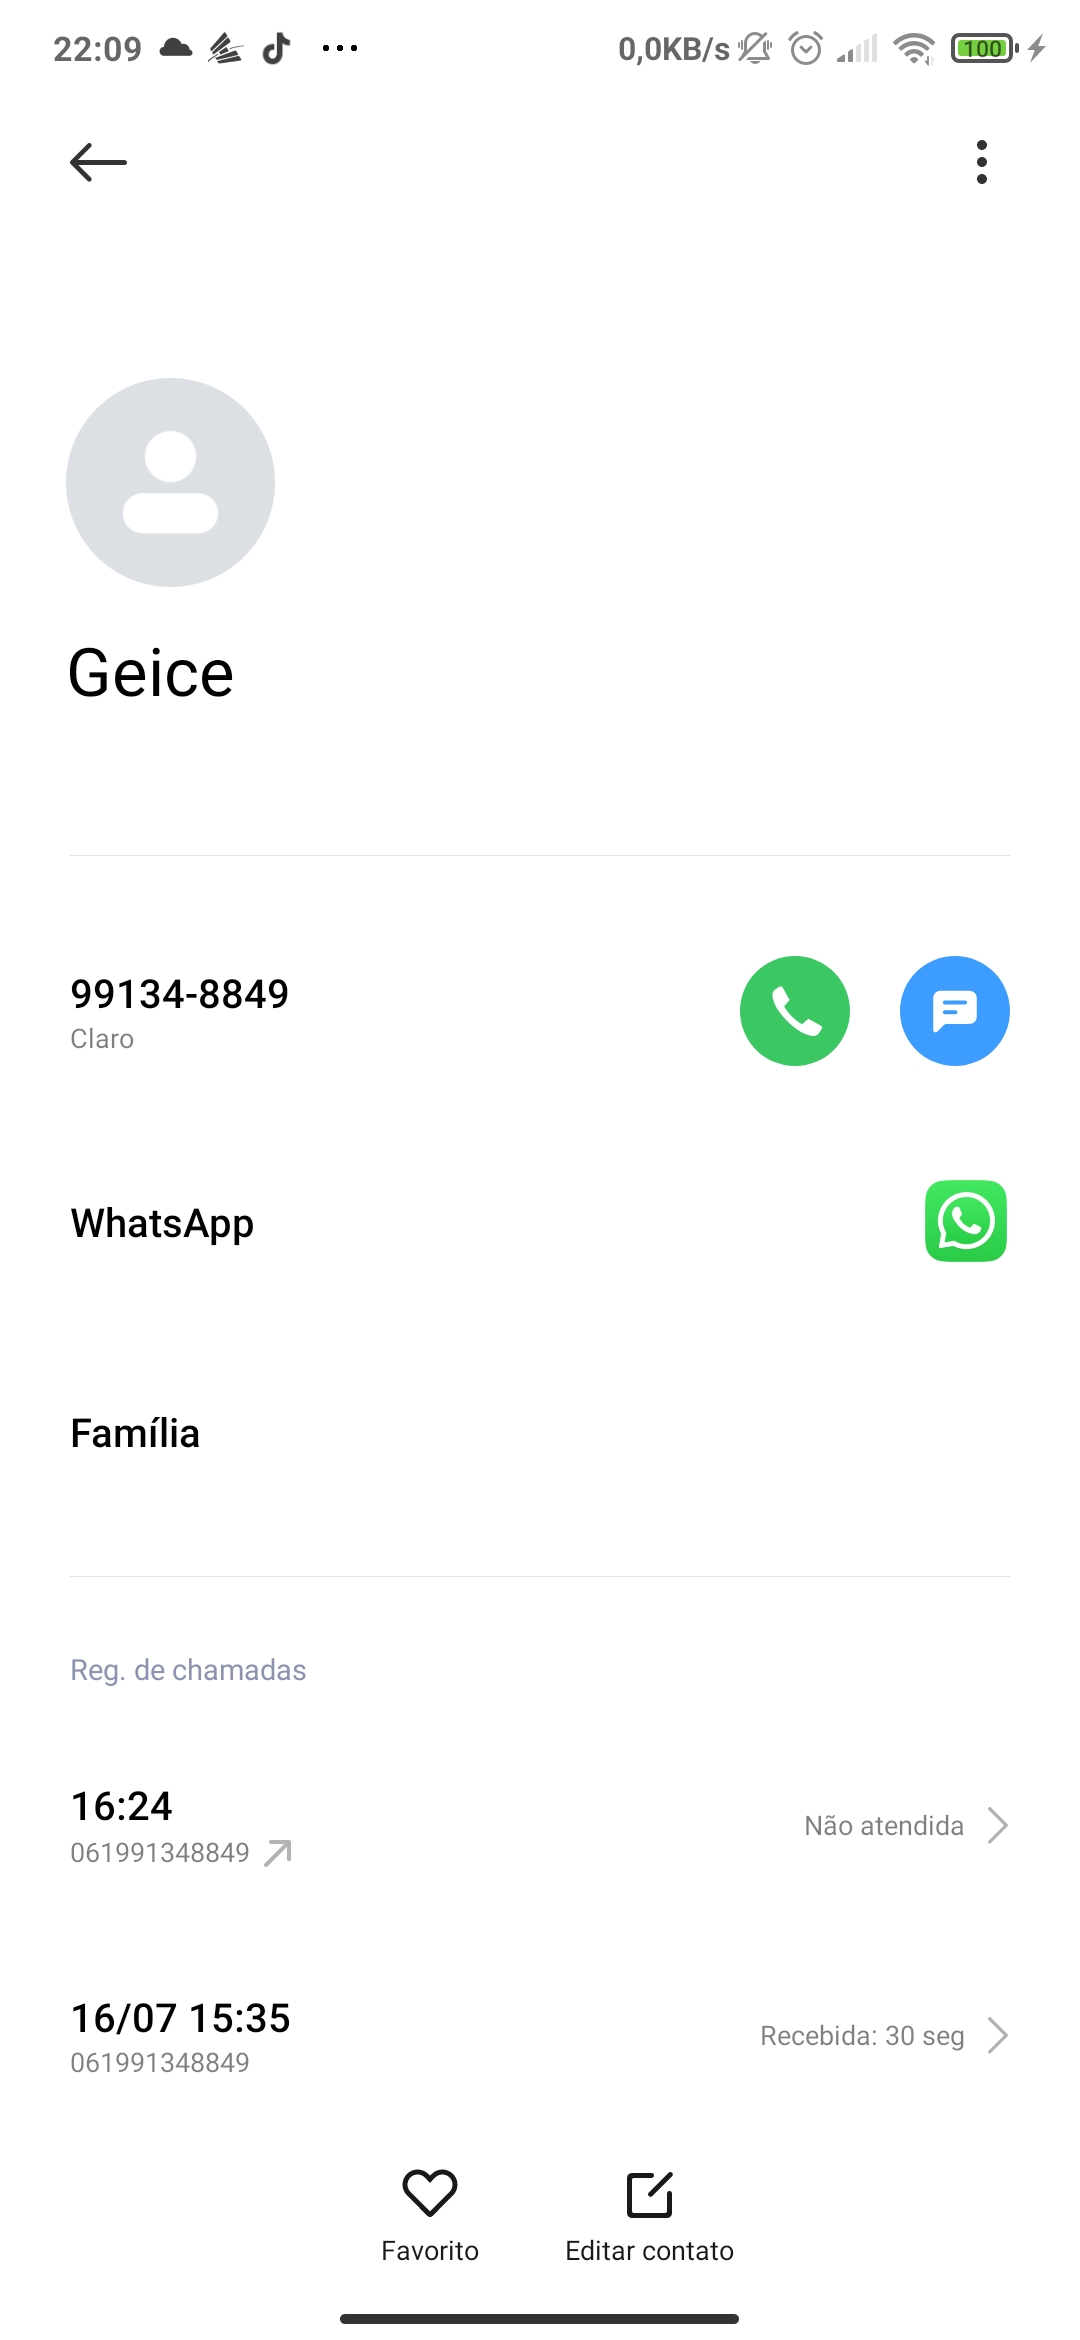 22:09 0,0KB/s 100
Geice
99134-8849
Claro
WhatsApp
Família
Reg. de chamadas
16:24
061991348849
Não atendida
16/07 15:35
061991348849
Recebida: 30 seg
Favorito Editar contato